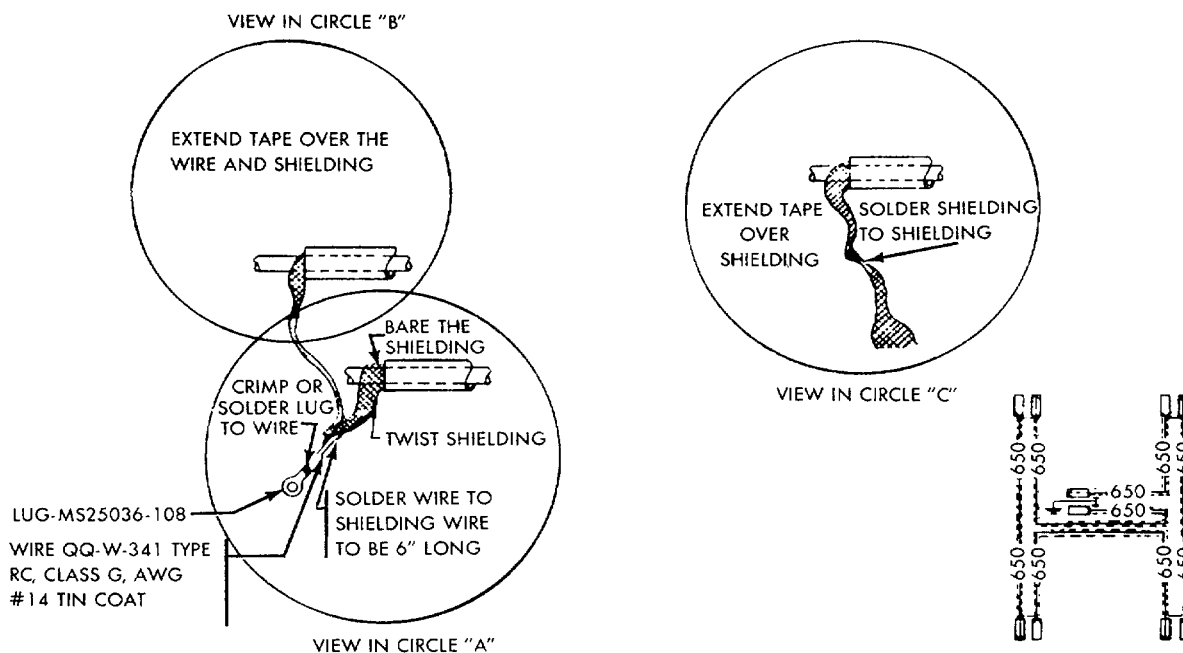 VIEW IN CIRCLE "B"
EXTEND TAPE OVER THE
WIRE AND SHIELDING
BARE THE
SHIELDING
CRIMP OR
SOLDER LUG
TO WIRE
TWIST SHIELDING
LUG-MS25036-108
SOLDER WIRE TO
SHIELDING WIRE
TO BE 6" LONG
WIRE QQ-W-341 TYPE
RC, CLASS G, AWG
#14 TIN COAT
VIEW IN CIRCLE "A"
EXTEND TAPE
OVER
SHIELDING
SOLDER SHIELDING
TO SHIELDING
VIEW IN CIRCLE "C"
650
650
650
650
650
650
650
650
650
650